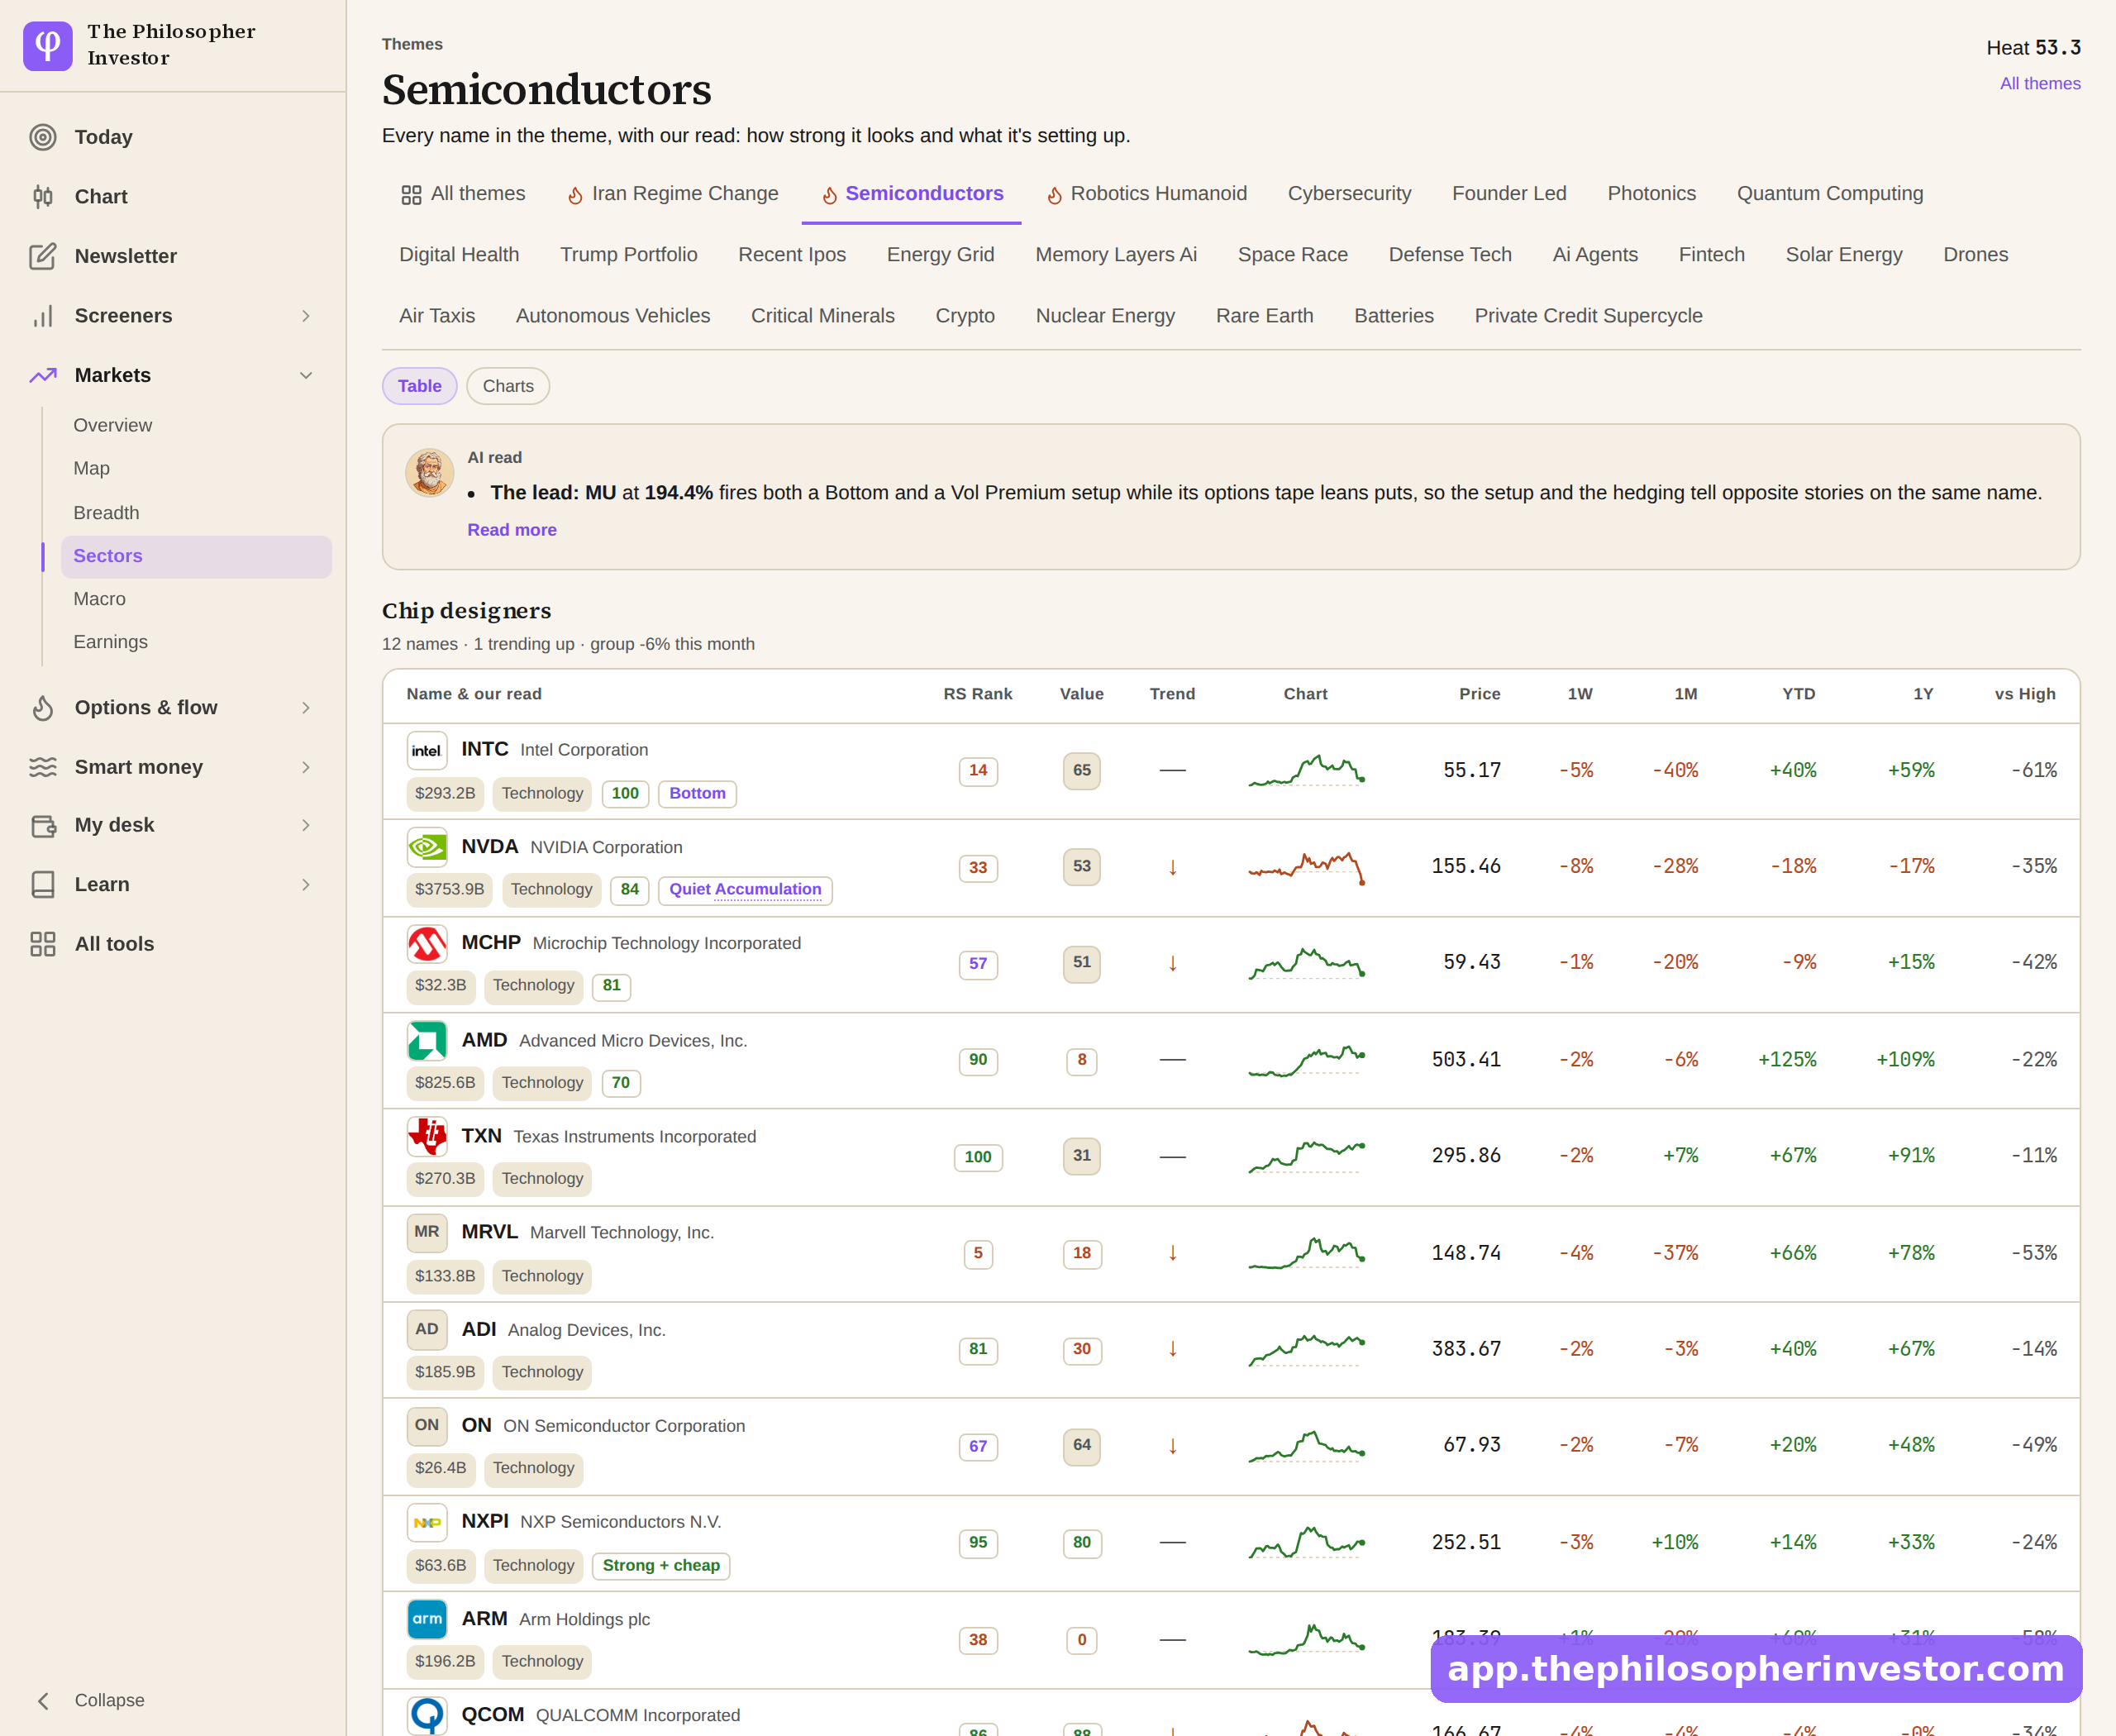 φ The Philosopher
Investor
Today
Chart
Newsletter
Screeners
Markets
Overview
Map
Breadth
Sectors
Macro
Earnings
Options & flow
Smart money
My desk
Learn
All tools
Collapse
Themes
Heat 53.3
Semiconductors
All themes
Every name in the theme, with our read: how strong it looks and what it's setting up.
All themes Iran Regime Change Semiconductors Robotics Humanoid Cybersecurity Founder Led Photonics Quantum Computing
Digital Health Trump Portfolio Recent Ipos Energy Grid Memory Layers Ai Space Race Defense Tech Ai Agents Fintech Solar Energy Drones
Air Taxis Autonomous Vehicles Critical Minerals Crypto Nuclear Energy Rare Earth Batteries Private Credit Supercycle
Table Charts
AI read
• The lead: MU at 194.4% fires both a Bottom and a Vol Premium setup while its options tape leans puts, so the setup and the hedging tell opposite stories on the same name.
Read more
Chip designers
12 names · 1 trending up · group -6% this month
Name & our read RS Rank Value Trend Chart Price 1W 1M YTD 1Y vs High
intel INTC Intel Corporation
14 65 — 55.17 -5% -40% +40% +59% -61%
$293.2B Technology 100 Bottom
NVDA NVIDIA Corporation
33 53 ↓ 155.46 -8% -28% -18% -17% -35%
$3753.9B Technology 84 Quiet Accumulation
MCHP Microchip Technology Incorporated
57 51 ↓ 59.43 -1% -20% -9% +15% -42%
$32.3B Technology 81
AMD Advanced Micro Devices, Inc.
90 8 — 503.41 -2% -6% +125% +109% -22%
$825.6B Technology 70
TXN Texas Instruments Incorporated
100 31 — 295.86 -2% +7% +67% +91% -11%
$270.3B Technology
MR MRVL Marvell Technology, Inc.
5 18 ↓ 148.74 -4% -37% +66% +78% -53%
$133.8B Technology
AD ADI Analog Devices, Inc.
81 30 ↓ 383.67 -2% -3% +40% +67% -14%
$185.9B Technology
ON ON ON Semiconductor Corporation
67 64 ↓ 67.93 -2% -7% +20% +48% -49%
$26.4B Technology
NXP NXPI NXP Semiconductors N.V.
95 80 — 252.51 -3% +10% +14% +33% -24%
$63.6B Technology Strong + cheap
arm ARM Arm Holdings plc
38 0 — 183.39 +1% -20% +60% +31% -58%
$196.2B Technology
app.thephilosopherinvestor.com
QCOM QUALCOMM Incorporated
86 88 166.67 -4% -4% -4% -0% -34%